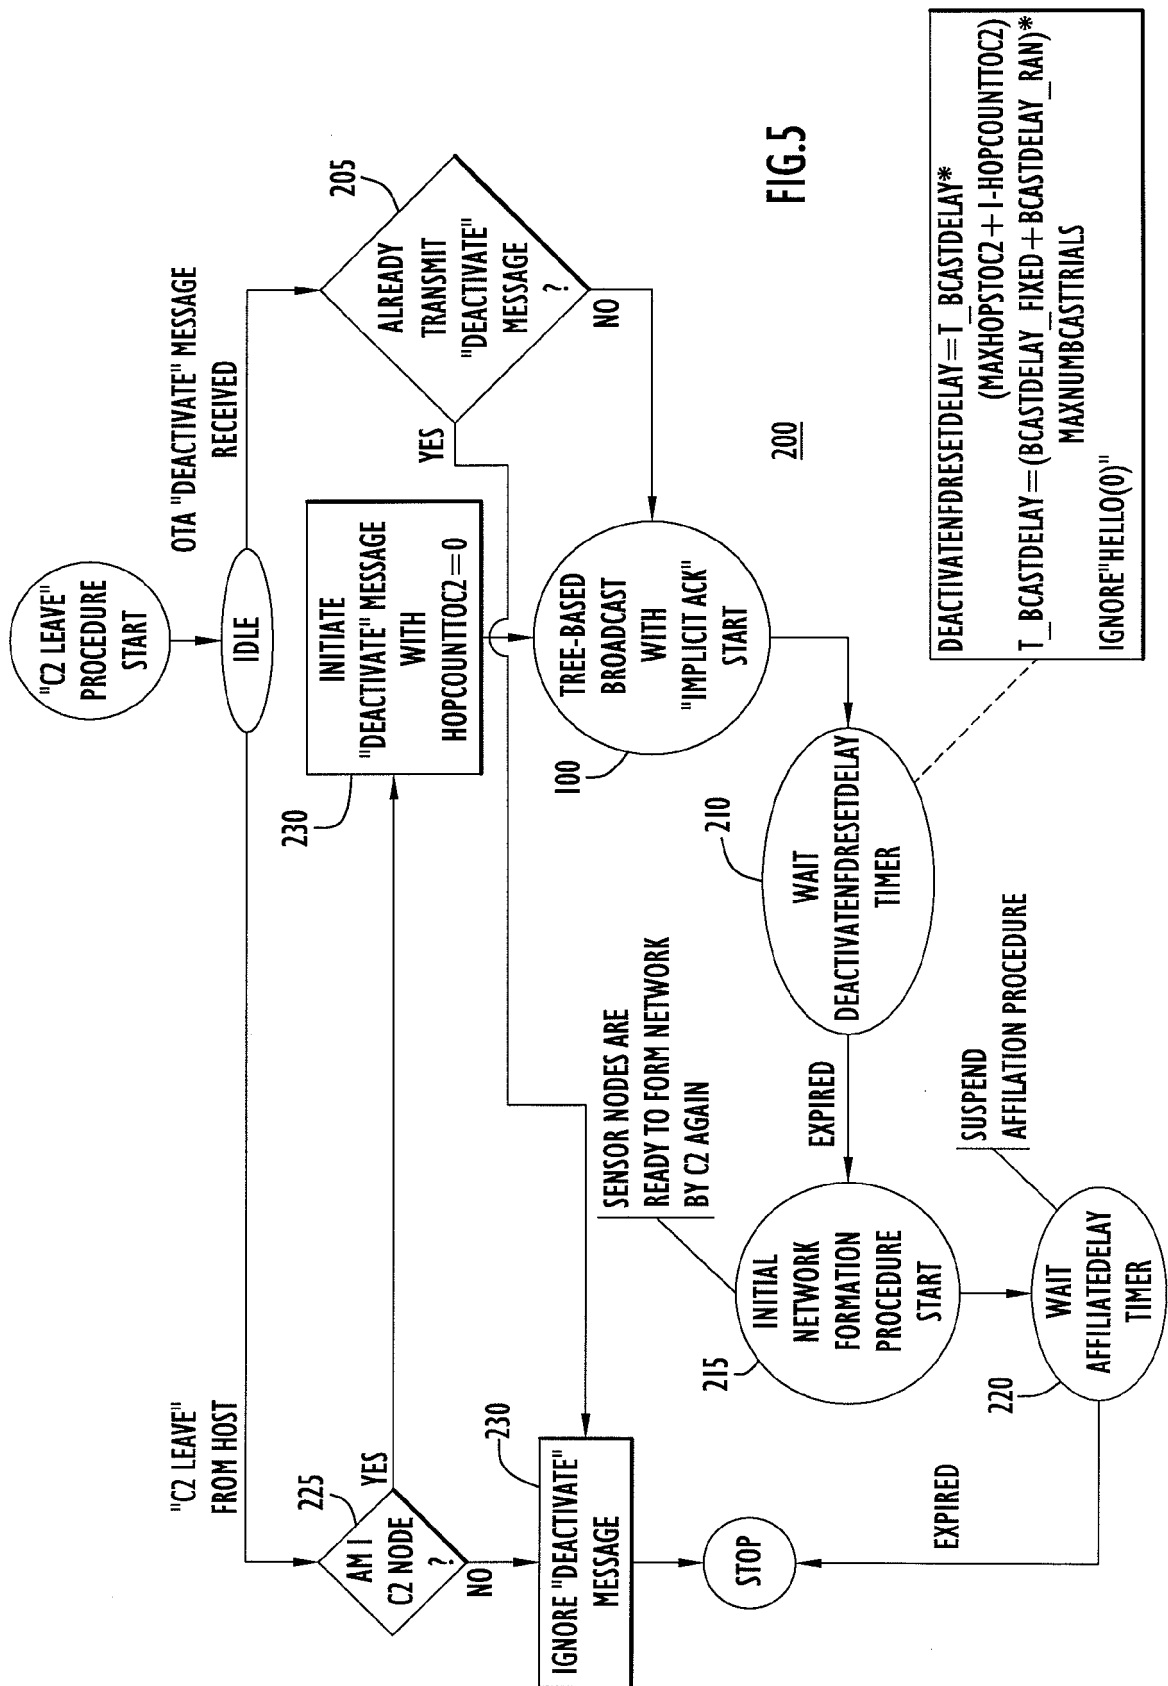 "C2 LEAVE"
PROCEDURE
START
IDLE
"C2 LEAVE"
FROM HOST
OTA "DEACTIVATE" MESSAGE
RECEIVED
225
AM I
C2 NODE
?
YES
NO
230
INITIATE
"DEACTIVATE" MESSAGE
WITH
HOPCOUNTTOC2=0
205
ALREADY
TRANSMIT
"DEACTIVATE"
MESSAGE
?
YES
NO
230
IGNORE "DEACTIVATE"
MESSAGE
100
TREE-BASED
BROADCAST
WITH
"IMPLICIT ACK"
START
STOP
SENSOR NODES ARE
READY TO FORM NETWORK
BY C2 AGAIN
210
WAIT
DEACTIVATENFDRESETDELAY
TIMER
EXPIRED
215
INITIAL
NETWORK
FORMATION
PROCEDURE
START
SUSPEND
AFFILATION PROCEDURE
220
WAIT
AFFILIATEDELAY
TIMER
EXPIRED
200
FIG.5
DEACTIVATENFDRESETDELAY=T_BCASTDELAY*
(MAXHOPSTOC2+1-HOPCOUNTTOC2)
T_BCASTDELAY=(BCASTDELAY_FIXED+BCASTDELAY_RAN)*
MAXNUMBCASTTRIALS
IGNORE"HELLO(0)"